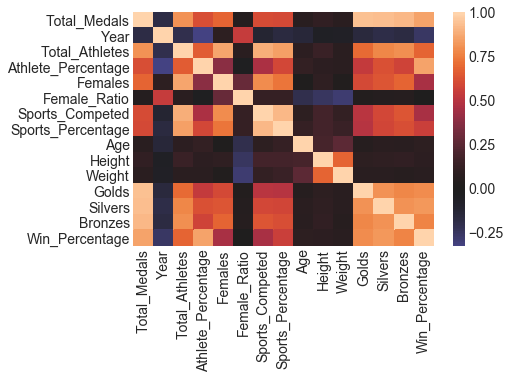 Total_Medals
Year
Total_Athletes
Athlete_Percentage
Females
Female_Ratio
Sports_Competed
Sports_Percentage
Age
Height
Weight
Golds
Silvers
Bronzes
Win_Percentage
Total_Medals
Year
Total_Athletes
Athlete_Percentage
Females
Female_Ratio
Sports_Competed
Sports_Percentage
Age
Height
Weight
Golds
Silvers
Bronzes
Win_Percentage
1.00
0.75
0.50
0.25
0.00
−0.25